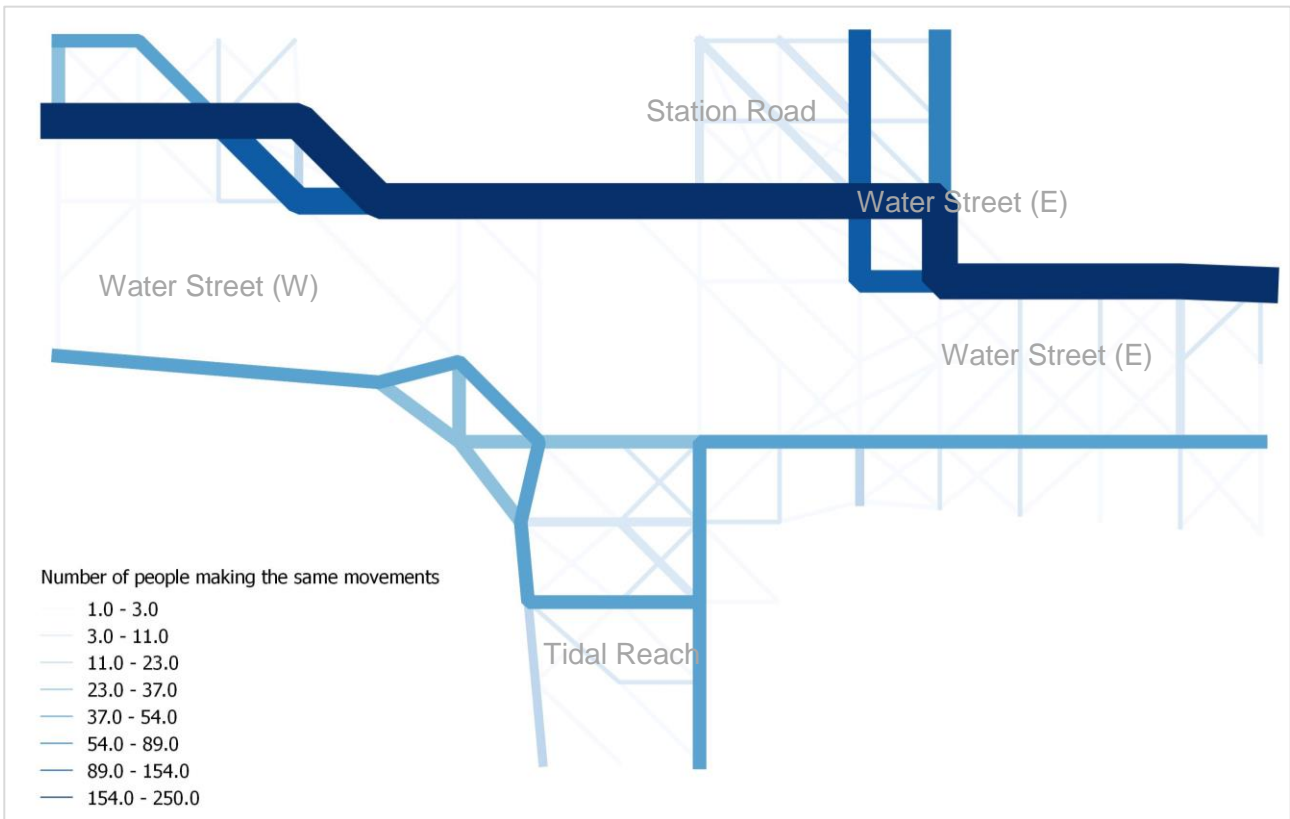 Station Road
Water Street (E)
Water Street (W)
Water Street (E)
Number of people making the same movements
1.0 - 3.0
3.0 - 11.0
11.0 - 23.0
23.0 - 37.0
37.0 - 54.0
54.0 - 89.0
89.0 - 154.0
154.0 - 250.0
Tidal Reach